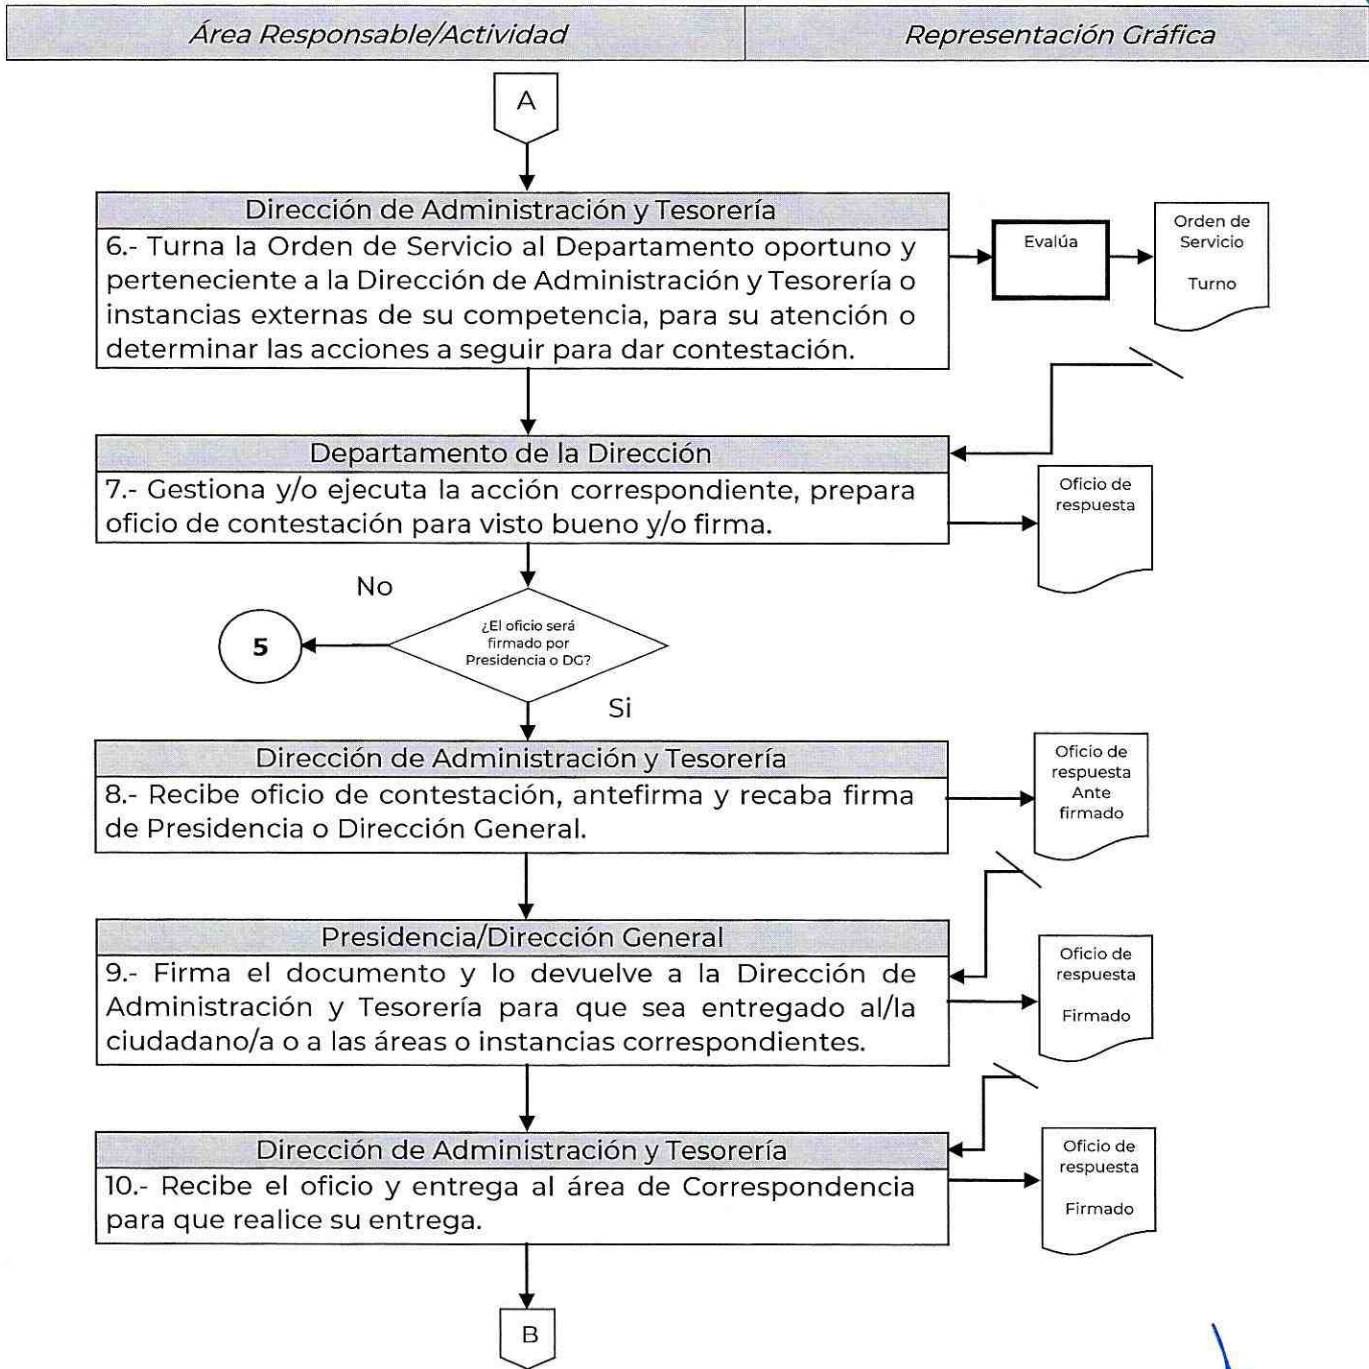 Área Responsable/Actividad
Representación Gráfica
A
Dirección de Administración y Tesorería
6.- Turna la Orden de Servicio al Departamento oportuno y
perteneciente a la Dirección de Administración y Tesorería o
instancias externas de su competencia, para su atención o
determinar las acciones a seguir para dar contestación.
Evalúa
Orden de
Servicio
Turno
Departamento de la Dirección
7.- Gestiona y/o ejecuta la acción correspondiente, prepara
oficio de contestación para visto bueno y/o firma.
Oficio de
respuesta
No
5
¿El oficio será
firmado por
Presidencia o DG?
Si
Dirección de Administración y Tesorería
8.- Recibe oficio de contestación, antefirma y recaba firma
de Presidencia o Dirección General.
Oficio de
respuesta
Ante
firmado
Presidencia/Dirección General
9.- Firma el documento y lo devuelve a la Dirección de
Administración y Tesorería para que sea entregado al/la
ciudadano/a o a las áreas o instancias correspondientes.
Oficio de
respuesta
Firmado
Dirección de Administración y Tesorería
10.- Recibe el oficio y entrega al área de Correspondencia
para que realice su entrega.
Oficio de
respuesta
Firmado
B